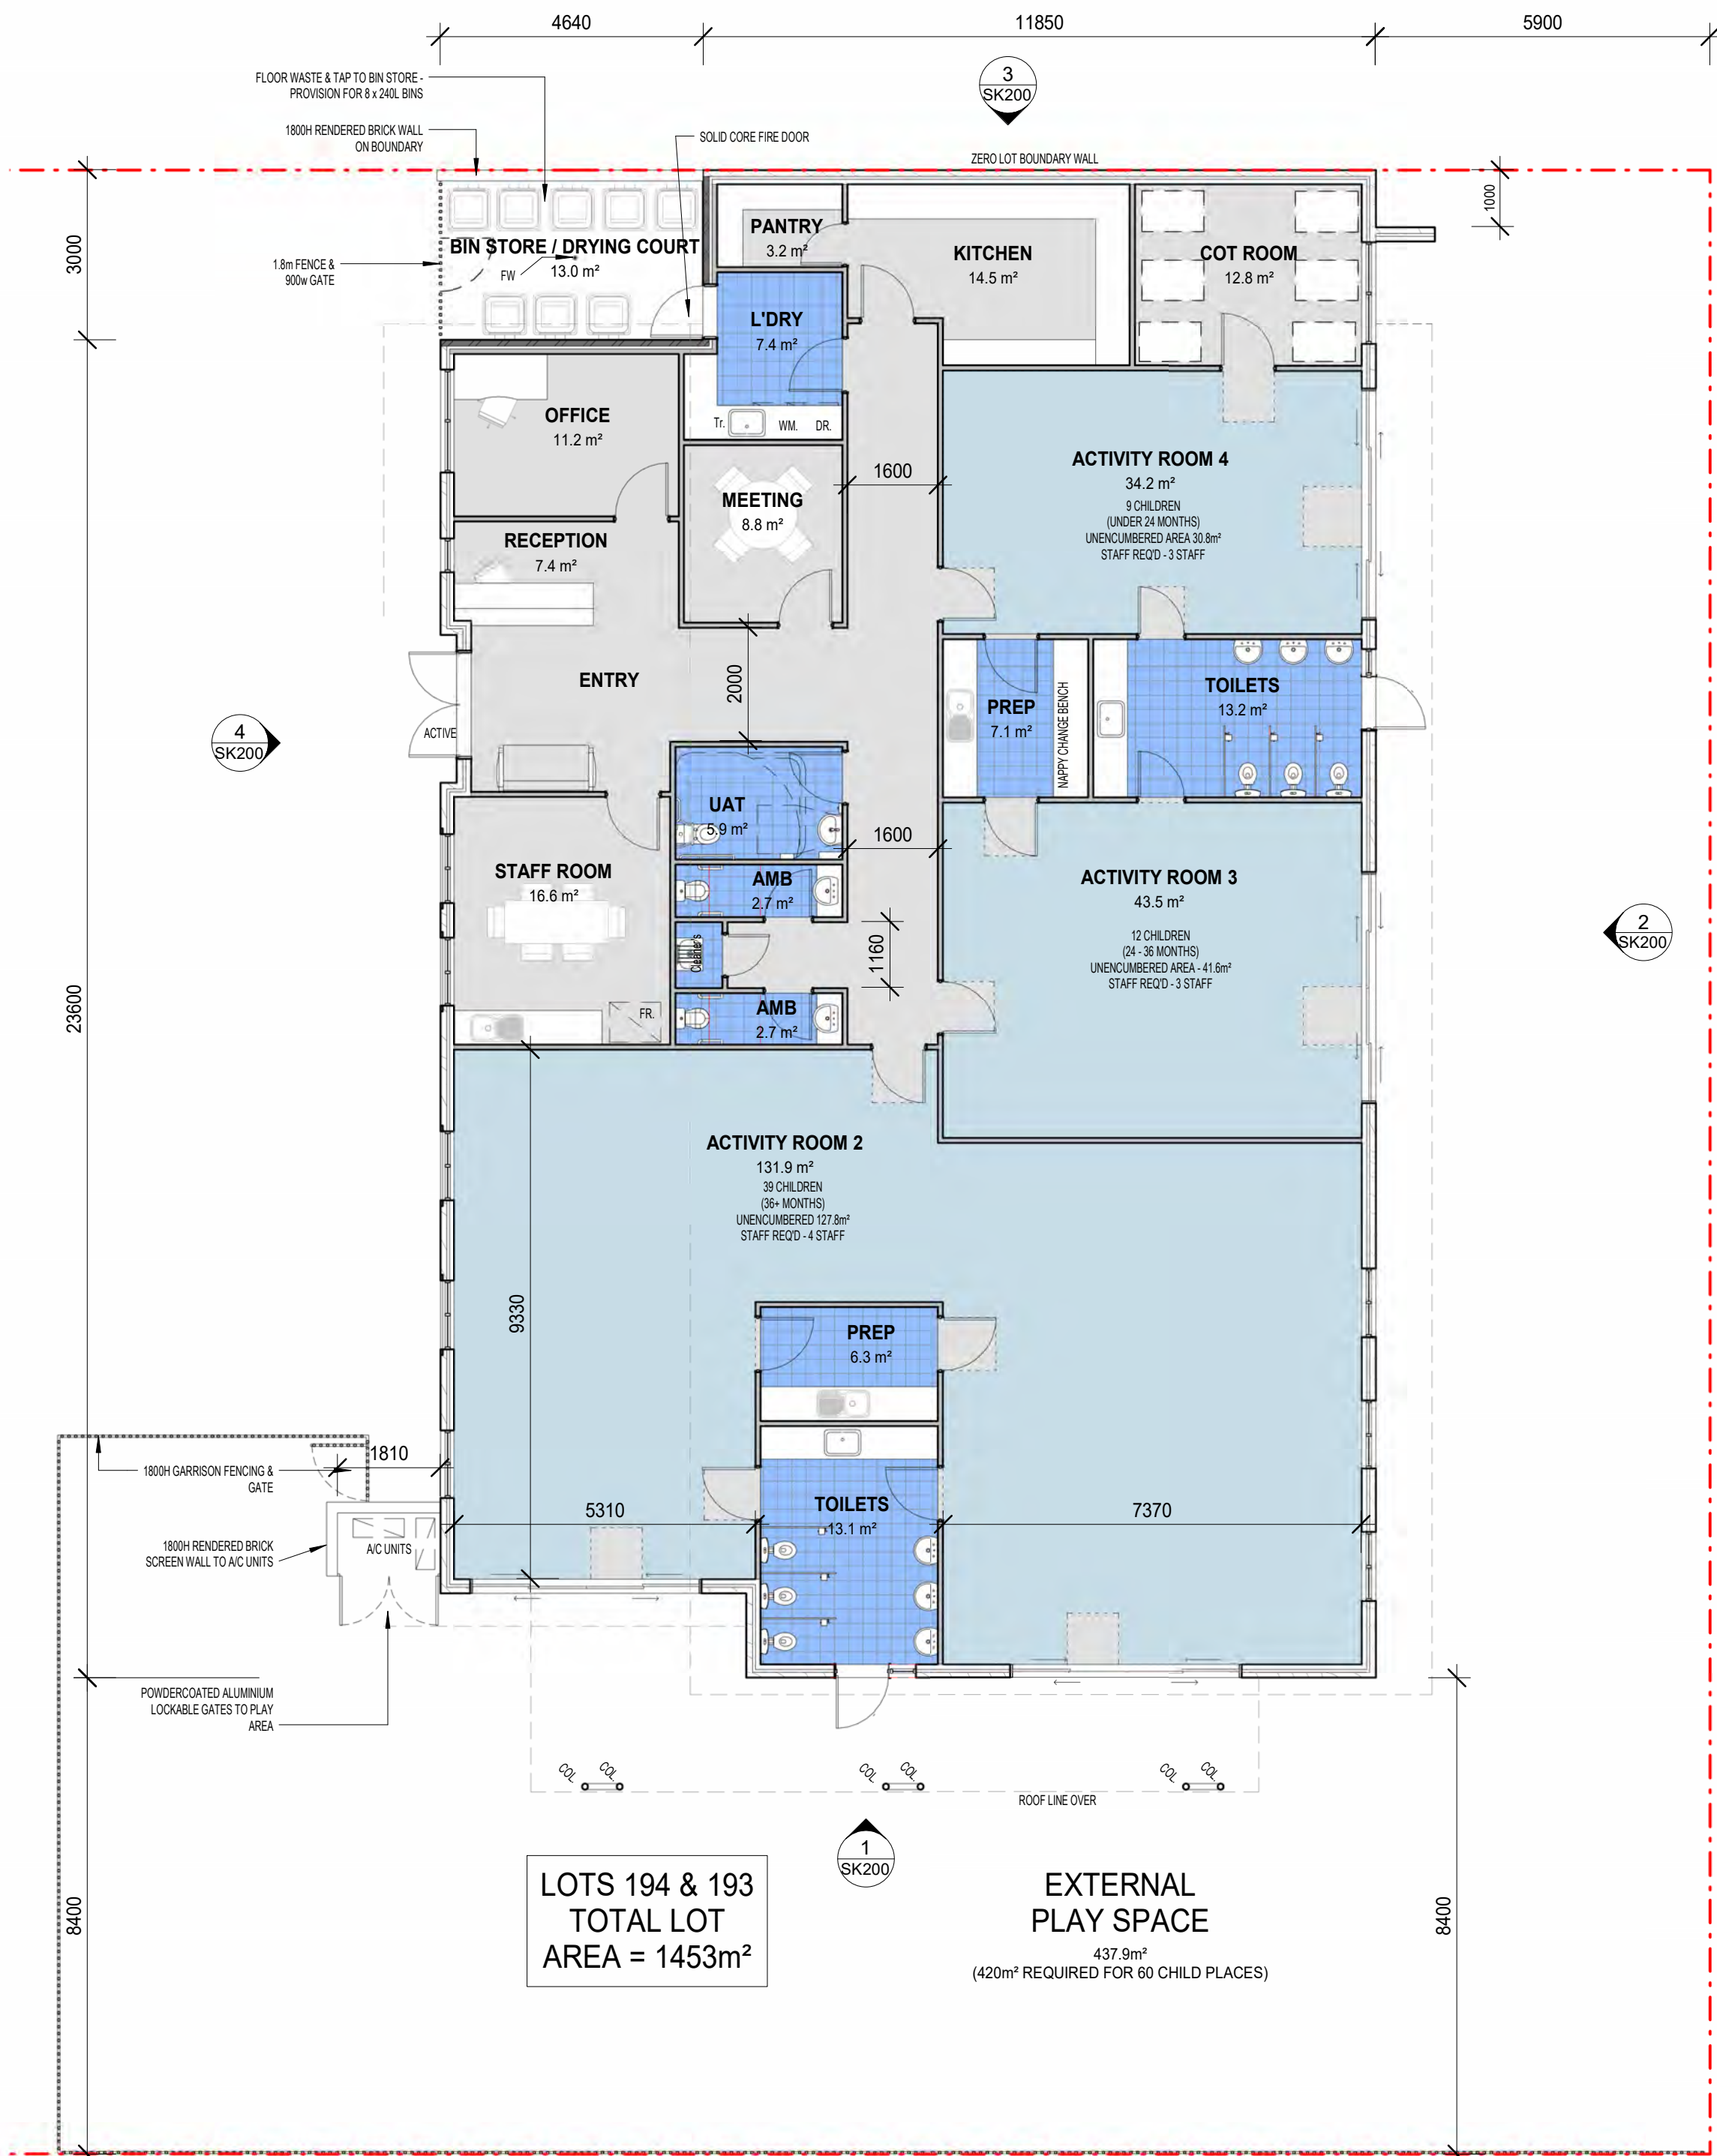 4640
11850
5900
FLOOR WASTE & TAP TO BIN STORE -
PROVISION FOR 8 x 240L BINS
3
SK200
1800H RENDERED BRICK WALL
ON BOUNDARY
SOLID CORE FIRE DOOR
ZERO LOT BOUNDARY WALL
1000
3000
1.8m FENCE &
900w GATE
BIN STORE / DRYING COURT
13.0 m²
FW
PANTRY
3.2 m²
KITCHEN
14.5 m²
COT ROOM
12.8 m²
L'DRY
7.4 m²
Tr.
WM.
DR.
OFFICE
11.2 m²
MEETING
8.8 m²
1600
ACTIVITY ROOM 4
34.2 m²
9 CHILDREN
(UNDER 24 MONTHS)
UNENCUMBERED AREA 30.8m²
STAFF REQ'D - 3 STAFF
RECEPTION
7.4 m²
ENTRY
2000
ACTIVE
4
SK200
PREP
7.1 m²
NAPPY CHANGE BENCH
TOILETS
13.2 m²
UAT
5.9 m²
1600
STAFF ROOM
16.6 m²
AMB
2.7 m²
Cleaner's
1160
AMB
2.7 m²
FR.
ACTIVITY ROOM 3
43.5 m²
12 CHILDREN
(24 - 36 MONTHS)
UNENCUMBERED AREA - 41.6m²
STAFF REQ'D - 3 STAFF
2
SK200
23600
ACTIVITY ROOM 2
131.9 m²
39 CHILDREN
(36+ MONTHS)
UNENCUMBERED 127.8m²
STAFF REQ'D - 4 STAFF
9330
PREP
6.3 m²
1810
1800H GARRISON FENCING &
GATE
5310
TOILETS
13.1 m²
7370
A/C UNITS
1800H RENDERED BRICK
SCREEN WALL TO A/C UNITS
POWDERCOATED ALUMINIUM
LOCKABLE GATES TO PLAY
AREA
COL
COL.
COL
COL.
COL
COL.
ROOF LINE OVER
1
SK200
LOTS 194 & 193
TOTAL LOT
AREA = 1453m²
EXTERNAL
PLAY SPACE
437.9m²
(420m² REQUIRED FOR 60 CHILD PLACES)
8400
8400